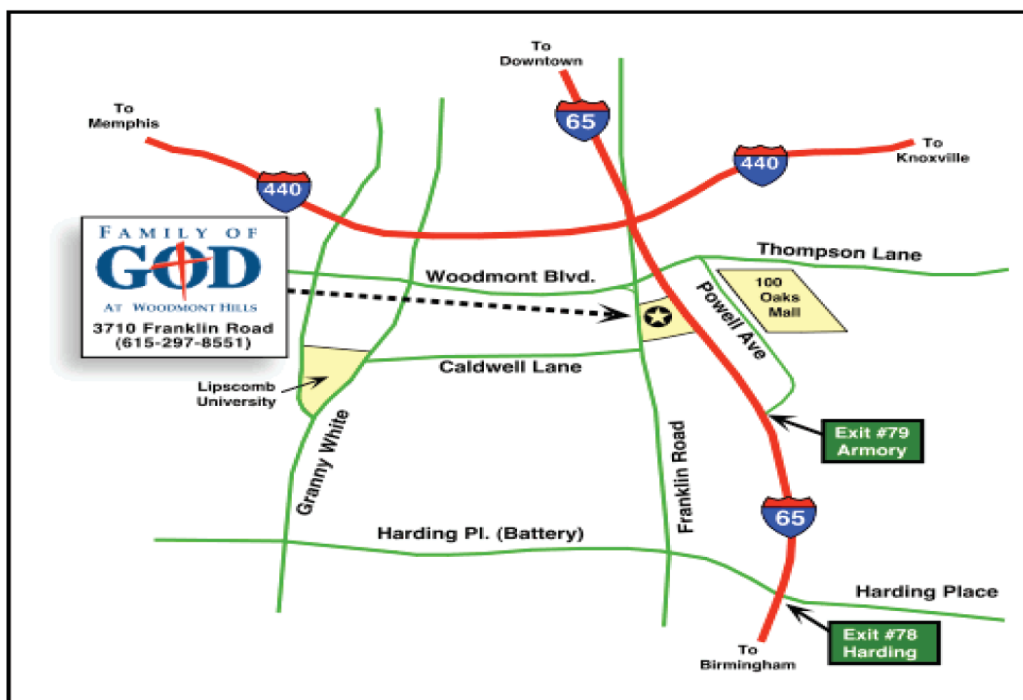 To
Downtown
65
To
Memphis
440
440
To
Knoxville
FAMILY OF
GOD
AT WOODMONT HILLS
3710 Franklin Road
(615-297-8551)
Woodmont Blvd.
Thompson Lane
100
Oaks
Mall
Powell Ave
Caldwell Lane
Lipscomb
University
Granny White
Franklin Road
Exit #79
Armory
65
Harding Pl. (Battery)
Harding Place
Exit #78
Harding
To
Birmingham